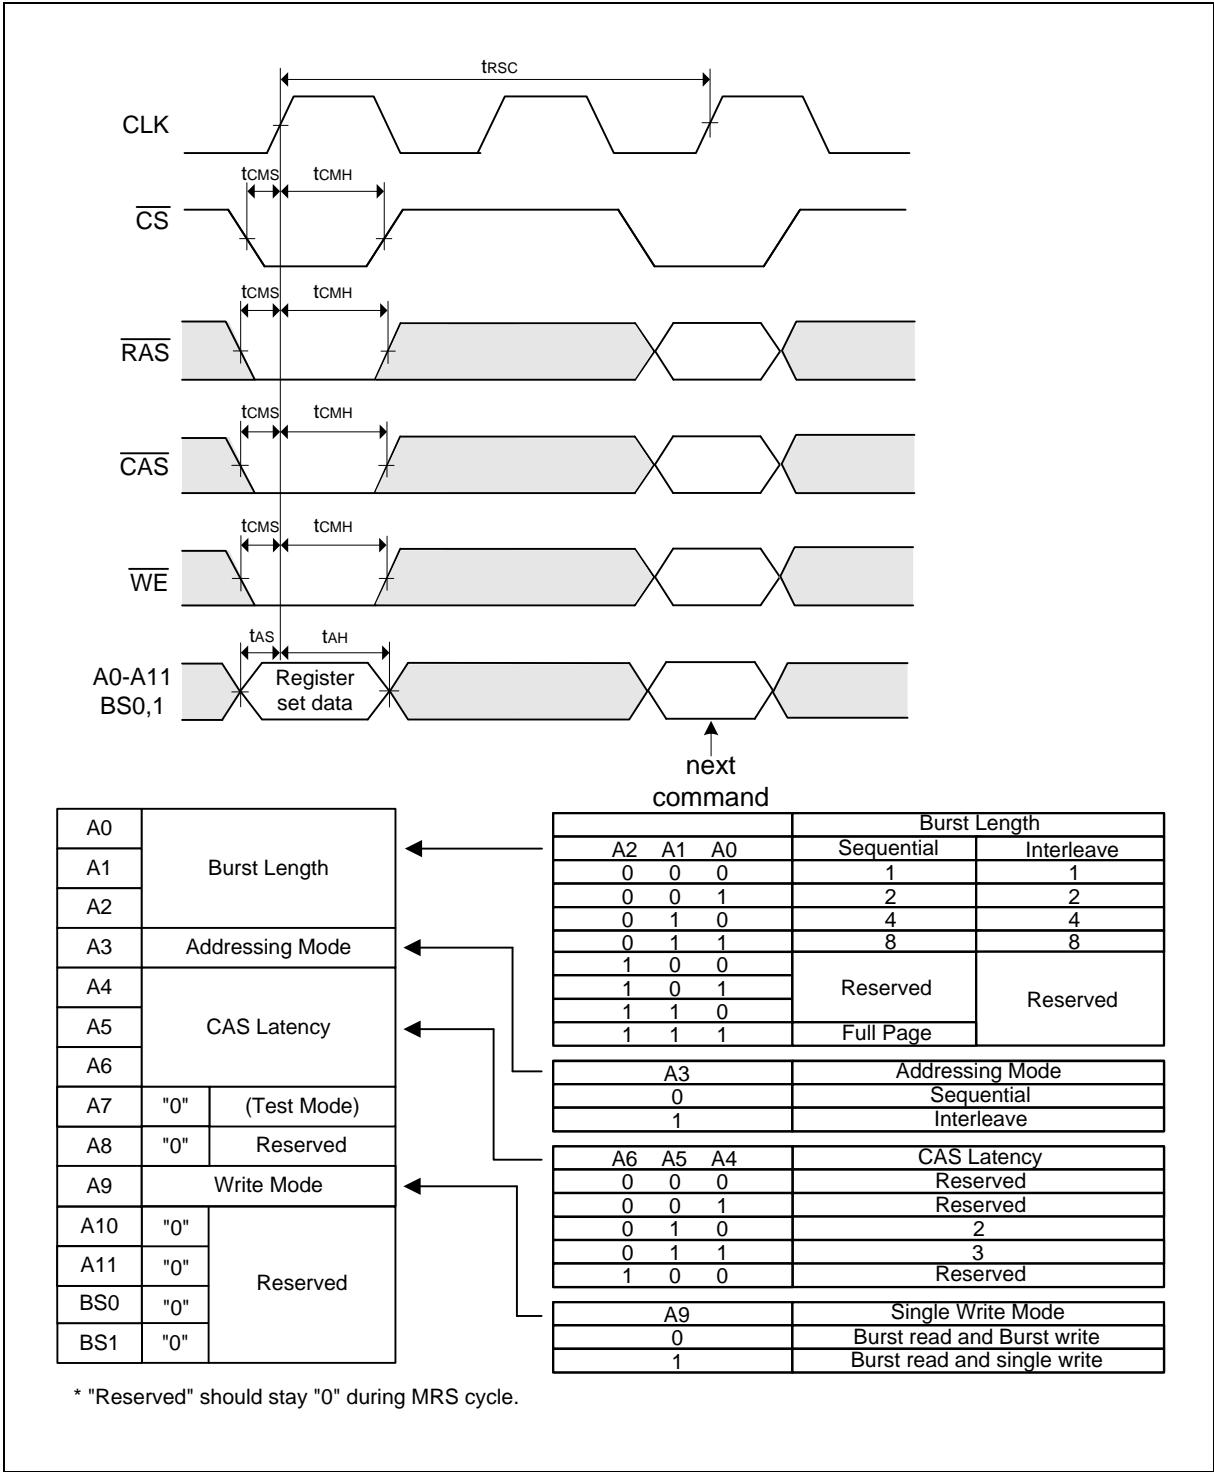 tRSC
CLK
tCMS tCMH
CS
tCMS tCMH
RAS
tCMS tCMH
CAS
tCMS tCMH
WE
tAS tAH
A0-A11
BS0,1
Register
set data
next
command
A0
A1
A2
Burst Length
A3 Addressing Mode
A4
A5
A6
CAS Latency
A7 "0" (Test Mode)
A8 "0" Reserved
A9 Write Mode
A10 "0"
A11 "0"
BS0 "0"
BS1 "0"
Reserved
Burst Length
A2 A1 A0 Sequential Interleave
0 0 0 1 1
0 0 1 2 2
0 1 0 4 4
0 1 1 8 8
1 0 0
1 0 1 Reserved Reserved
1 1 0
1 1 1 Full Page
A3 Addressing Mode
0 Sequential
1 Interleave
A6 A5 A4 CAS Latency
0 0 0 Reserved
0 0 1 Reserved
0 1 0 2
0 1 1 3
1 0 0 Reserved
A9 Single Write Mode
0 Burst read and Burst write
1 Burst read and single write
* "Reserved" should stay "0" during MRS cycle.